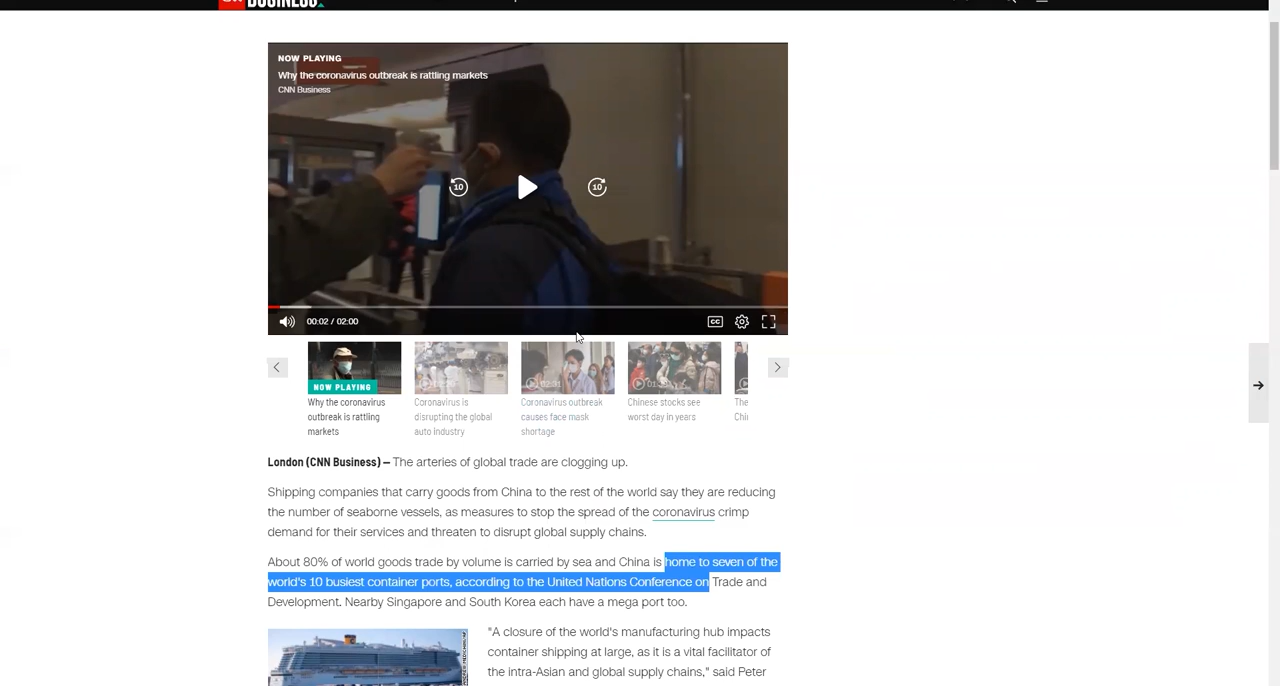 BUSINESS
NOW PLAYING
Why the coronavirus outbreak is rattling markets
CNN Business
10
10
00:02 / 02:00
CC
NOW PLAYING
Why the coronavirus
outbreak is rattling
markets
Coronavirus is
disrupting the global
auto industry
Coronavirus outbreak
causes face mask
shortage
Chinese stocks see
worst day in years
The
London (CNN Business) – The arteries of global trade are clogging up.
Shipping companies that carry goods from China to the rest of the world say they are reducing
the number of seaborne vessels, as measures to stop the spread of the coronavirus crimp
demand for their services and threaten to disrupt global supply chains.
About 80% of world goods trade by volume is carried by sea and China is home to seven of the
world's 10 busiest container ports, according to the United Nations Conference on Trade and
Development. Nearby Singapore and South Korea each have a mega port too.
"A closure of the world's manufacturing hub impacts
container shipping at large, as it is a vital facilitator of
the intra-Asian and global supply chains," said Peter